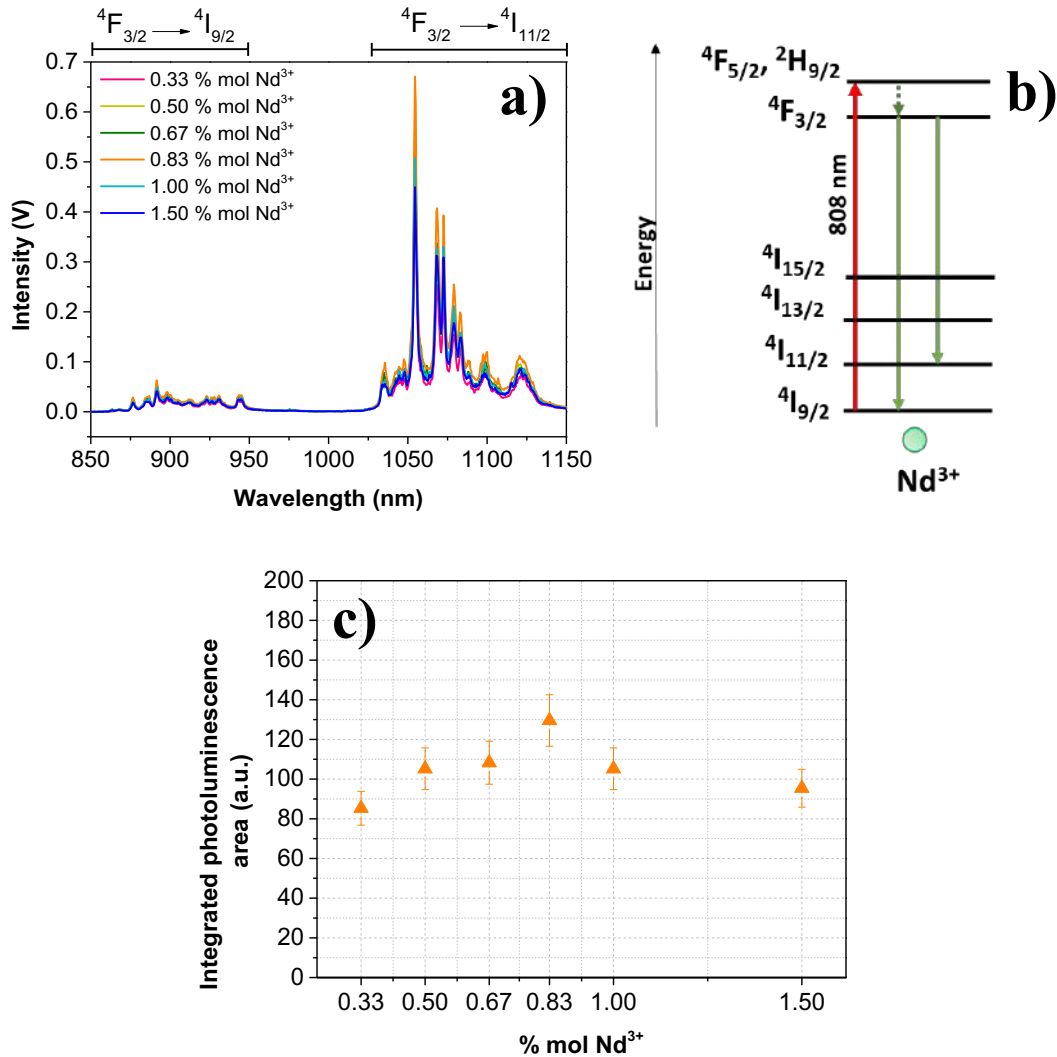 ⁴F₃/₂ → ⁴I₉/₂
⁴F₃/₂ → ⁴I₁₁/₂
a)
0.33 % mol Nd³⁺
0.50 % mol Nd³⁺
0.67 % mol Nd³⁺
0.83 % mol Nd³⁺
1.00 % mol Nd³⁺
1.50 % mol Nd³⁺
Intensity (V)
0.7
0.6
0.5
0.4
0.3
0.2
0.1
0.0
850 900 950 1000 1050 1100 1150
Wavelength (nm)
b)
Energy
⁴F₅/₂, ²H₉/₂
⁴F₃/₂
808 nm
⁴I₁₅/₂
⁴I₁₃/₂
⁴I₁₁/₂
⁴I₉/₂
Nd³⁺
c)
Integrated photoluminescence
area (a.u.)
200
180
160
140
120
100
80
60
40
20
0
0.33 0.50 0.67 0.83 1.00 1.50
% mol Nd³⁺